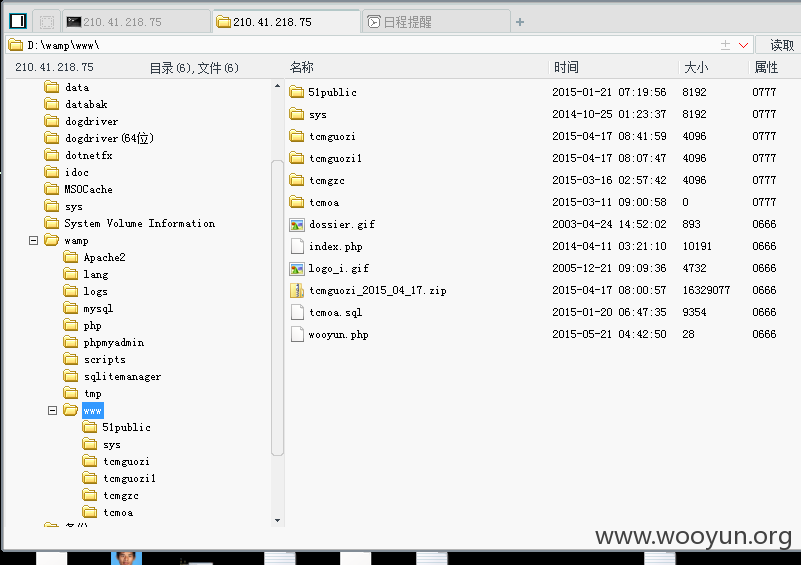 210.41.218.75 210.41.218.75 日程提醒 +
D:\wamp\www\ 读取
210.41.218.75 目录(6),文件(6) 名称 时间 大小 属性
data
databak
dogdriver
dogdriver(64位)
dotnetfx
idoc
MSOCache
sys
System Volume Information
wamp
Apache2
lang
logs
mysql
php
phpmyadmin
scripts
sqlitemanager
tmp
www
51public
sys
tcmguozi
tcmguozi1
tcmgzc
tcmoa
51public 2015-01-21 07:19:56 8192 0777
sys 2014-10-25 01:23:37 8192 0777
tcmguozi 2015-04-17 08:41:59 4096 0777
tcmguozi1 2015-04-17 08:07:47 4096 0777
tcmgzc 2015-03-16 02:57:42 4096 0777
tcmoa 2015-03-11 09:00:58 0 0777
dossier.gif 2003-04-24 14:52:02 893 0666
index.php 2014-04-11 03:21:10 10191 0666
logo_i.gif 2005-12-21 09:09:36 4732 0666
tcmguozi_2015_04_17.zip 2015-04-17 08:00:57 16329077 0666
tcmoa.sql 2015-01-20 06:47:35 9354 0666
wooyun.php 2015-05-21 04:42:50 28 0666
www.wooyun.org